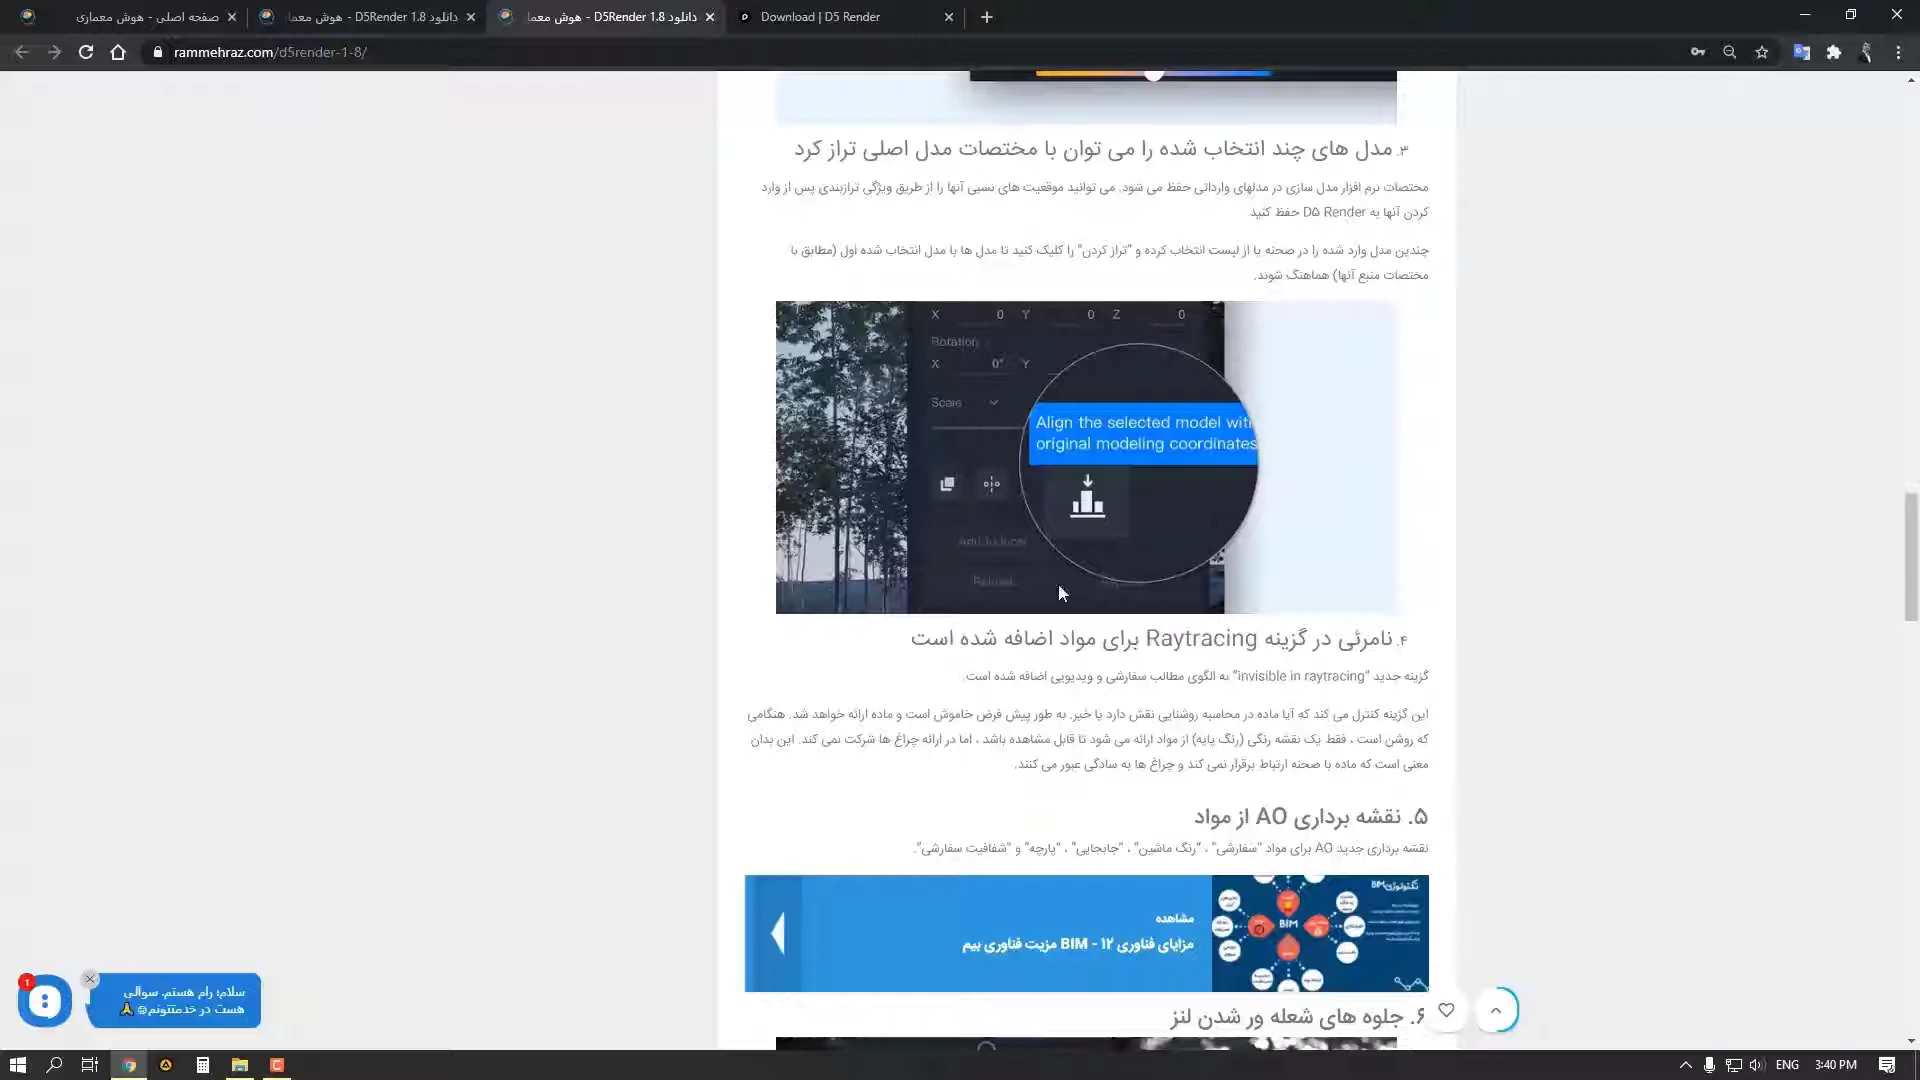 صفحه اصلی - هوش معماری
دانلود D5Render 1.8 - هوش معما
دانلود D5Render 1.8 - هوش معما
Download | D5 Render
rammehraz.com/d5render-1-8/
۳. مدل های چند انتخاب شده را می توان با مختصات مدل اصلی تراز کرد
مختصات نرم افزار مدل سازی در مدلهای وارداتی حفظ می شود. می توانید موقعیت های نسبی آنها را از طریق ویژگی ترازبندی پس از وارد
کردن آنها به D۵ Render حفظ کنید
چندین مدل وارد شده را در صحنه یا از لیست انتخاب کرده و "تراز کردن" را کلیک کنید تا مدل ها با مدل انتخاب شده اول (مطابق با
مختصات منبع آنها) هماهنگ شوند.
X 0 Y 0 Z 0
Rotation
X 0° Y
Scale
Align the selected model with
original modeling coordinates
۴. نامرئی در گزینه Raytracing برای مواد اضافه شده است
گزینه جدید "invisible in raytracing" به الگوی مطالب سفارشی و ویدیویی اضافه شده است.
این گزینه کنترل می کند که آیا ماده در محاسبه روشنایی نقش دارد یا خیر. به طور پیش فرض خاموش است و ماده ارائه خواهد شد. هنگامی
که روشن است ، فقط یک نقشه رنگی (رنگ پایه) از مواد ارائه می شود تا قابل مشاهده باشد ، اما در ارائه چراغ ها شرکت نمی کند. این بدان
معنی است که ماده با صحنه ارتباط برقرار نمی کند و چراغ ها به سادگی عبور می کنند.
۵. نقشه برداری AO از مواد
نقشه برداری جدید AO برای مواد "سفارشی" ، "رنگ ماشین" ، "جابجایی" ، "پارچه" و "شفافیت سفارشی".
مشاهده
مزایای فناوری BIM - ۱۲ مزیت فناوری بیم
تکنولوژی BIM
BIM
۶. جلوه های شعله ور شدن لنز
1
سلام؛ رام هستم. سوالی
هست در خدمتتونم
ENG
3:40 PM